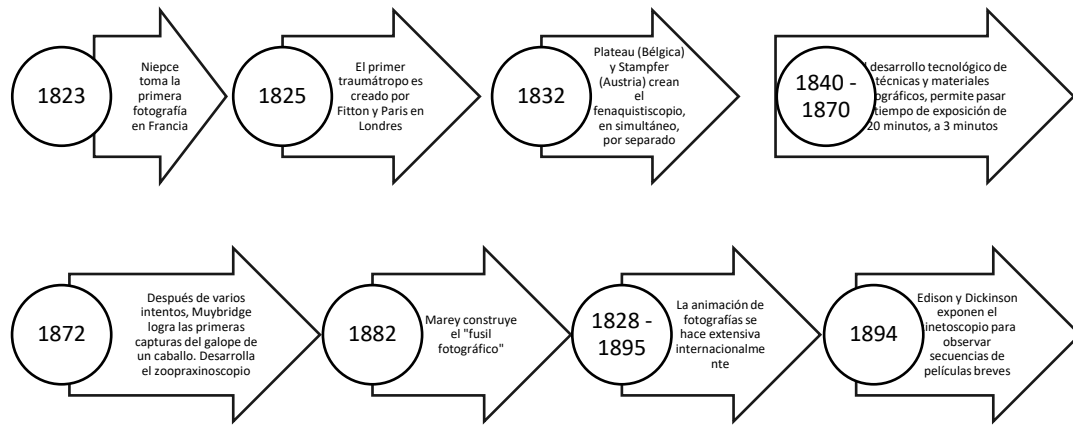 1823
Niepce
toma la
primera
fotografía
en Francia
1825
El primer
traumátropo es
creado por
Fitton y Paris en
Londres
1832
Plateau (Bélgica)
y Stampfer
(Austria) crean
el
fenaquistiscopio,
en simultáneo,
por separado
1840 -
1870
desarrollo tecnológico de
técnicas y materiales
ográficos, permite pasar
tiempo de exposición de
20 minutos, a 3 minutos
1872
Después de varios
intentos, Muybridge
logra las primeras
capturas del galope de
un caballo. Desarrolla
el zoopraxinoscopio
1882
Marey construye
el "fusil
fotográfico"
1828 -
1895
La animación de
fotografías se
hace extensiva
internacionalme
nte
1894
Edison y Dickinson
exponen el
inetoscopio para
observar
secuencias de
películas breves